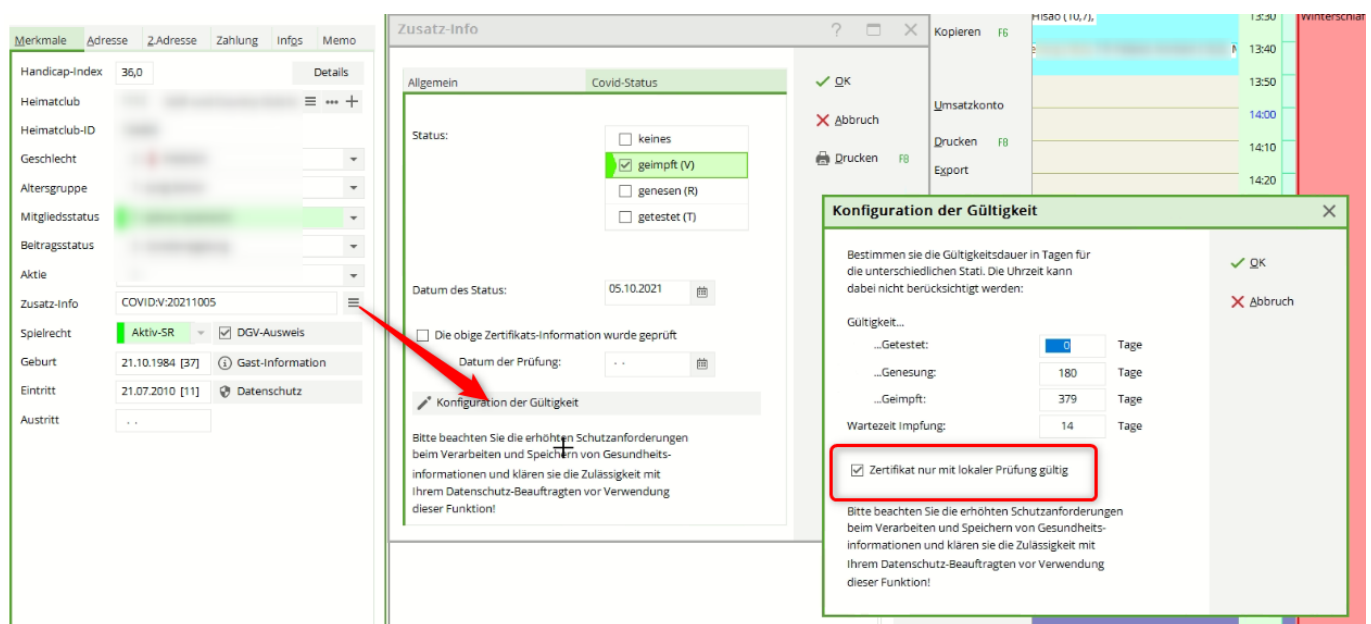 Merkmale Adresse 2.Adresse Zahlung Infos Memo
Handicap-Index 36,0 Details
Heimatclub
Heimatclub-ID
Geschlecht
Altersgruppe
Mitgliedsstatus
Beitragsstatus
Aktie
Zusatz-Info COVID:V:20211005
Spielrecht Aktiv-SR DGV-Ausweis
Geburt 21.10.1984 [37] Gast-Information
Eintritt 21.07.2010 [11] Datenschutz
Austritt . .
Zusatz-Info
Allgemein Covid-Status
Status:
keines
geimpft (V)
genesen (R)
getestet (T)
Datum des Status: 05.10.2021
Die obige Zertifikats-Information wurde geprüft
Datum der Prüfung: . .
Konfiguration der Gültigkeit
Bitte beachten Sie die erhöhten Schutzanforderungen
beim Verarbeiten und Speichern von Gesundheits-
informationen und klären sie die Zulässigkeit mit
Ihrem Datenschutz-Beauftragten vor Verwendung
dieser Funktion!
OK
Abbruch
Drucken F8
Kopieren F6
Umsatzkonto
Drucken F8
Export
Hisao (10,7),
13:30
13:40
13:50
14:00
14:10
14:20
Winterschlaf
Konfiguration der Gültigkeit
Bestimmen sie die Gültigkeitsdauer in Tagen für
die unterschiedlichen Stati. Die Uhrzeit kann
dabei nicht berücksichtigt werden:
Gültigkeit...
...Getestet: 0 Tage
...Genesung: 180 Tage
...Geimpft: 379 Tage
Wartezeit Impfung: 14 Tage
Zertifikat nur mit lokaler Prüfung gültig
Bitte beachten Sie die erhöhten Schutzanforderungen
beim Verarbeiten und Speichern von Gesundheits-
informationen und klären sie die Zulässigkeit mit
Ihrem Datenschutz-Beauftragten vor Verwendung
dieser Funktion!
OK
Abbruch